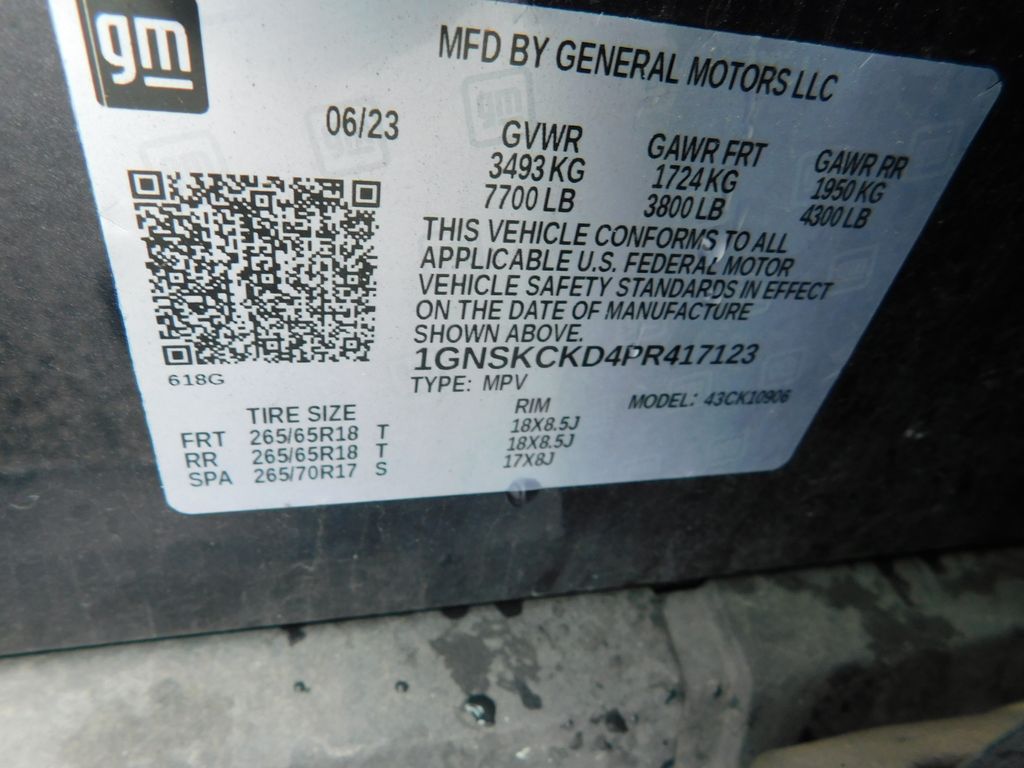 gm
MFD BY GENERAL MOTORS LLC
06/23
GVWR
3493 KG
7700 LB
GAWR FRT
1724 KG
3800 LB
GAWR RR
1950 KG
4300 LB
THIS VEHICLE CONFORMS TO ALL
APPLICABLE U.S. FEDERAL MOTOR
VEHICLE SAFETY STANDARDS IN EFFECT
ON THE DATE OF MANUFACTURE
SHOWN ABOVE.
1GNSKCKD4PR417123
TYPE: MPV
MODEL: 43CK10906
618G
TIRE SIZE RIM
FRT 265/65R18 T 18X8.5J
RR 265/65R18 T 18X8.5J
SPA 265/70R17 S 17X8J